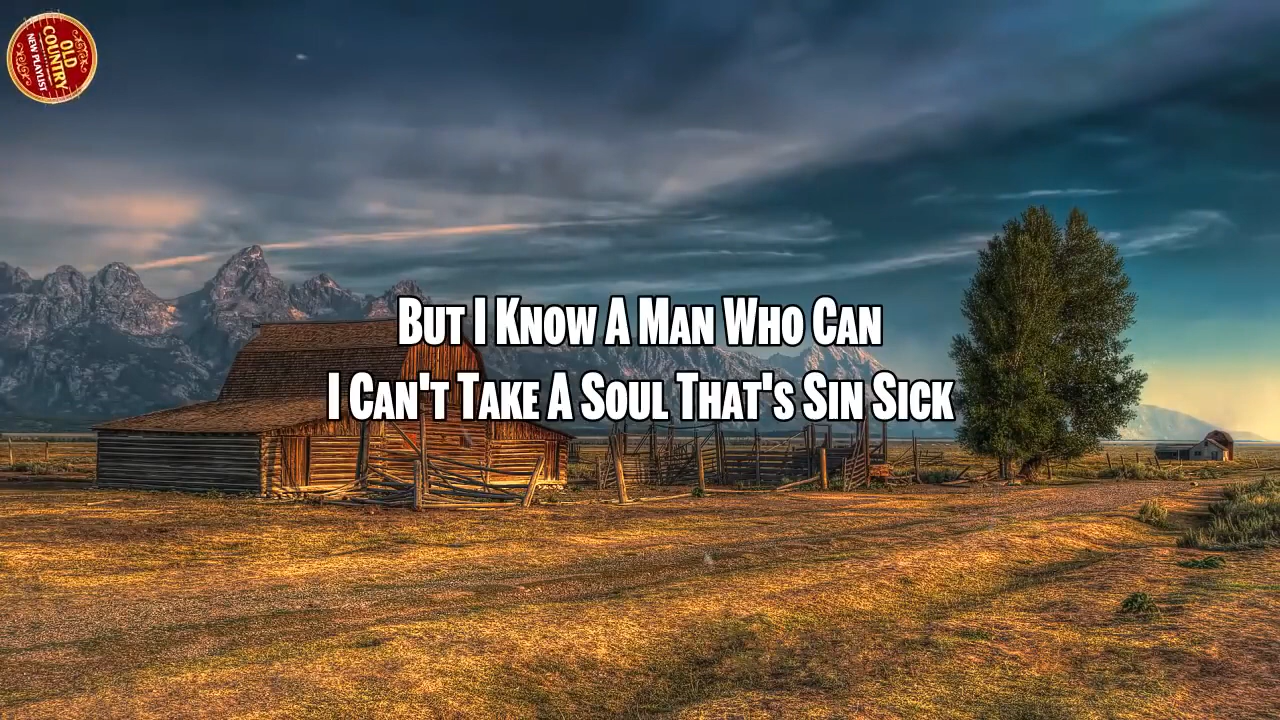 OLD
COUNTRY
NEW PLAYLIST
But I Know A Man Who Can
I Can't Take A Soul That's Sin Sick